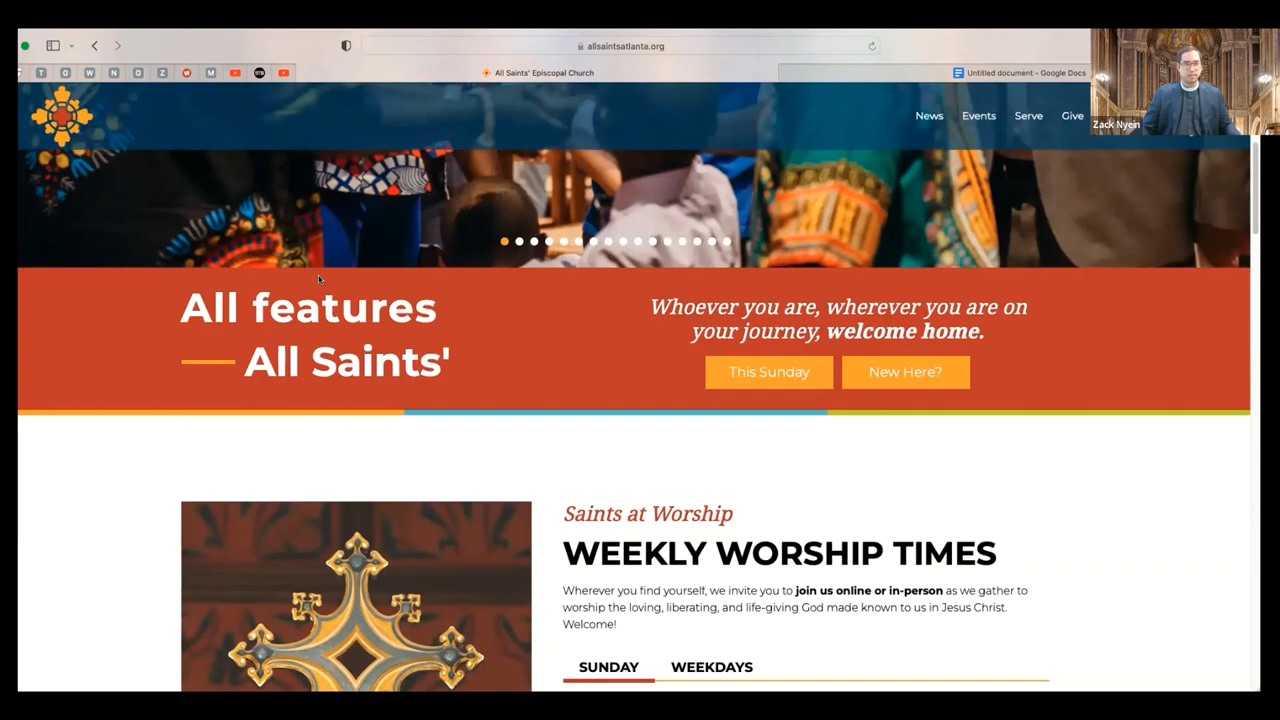 allsaintsatlanta.org
T G W N G Z M STB
All Saints' Episcopal Church
Untitled document - Google Docs
News Events Serve Give
Zack Nyein
All features
All Saints'
Whoever you are, wherever you are on
your journey, welcome home.
This Sunday New Here?
Saints at Worship
WEEKLY WORSHIP TIMES
Wherever you find yourself, we invite you to join us online or in-person as we gather to
worship the loving, liberating, and life-giving God made known to us in Jesus Christ.
Welcome!
SUNDAY WEEKDAYS